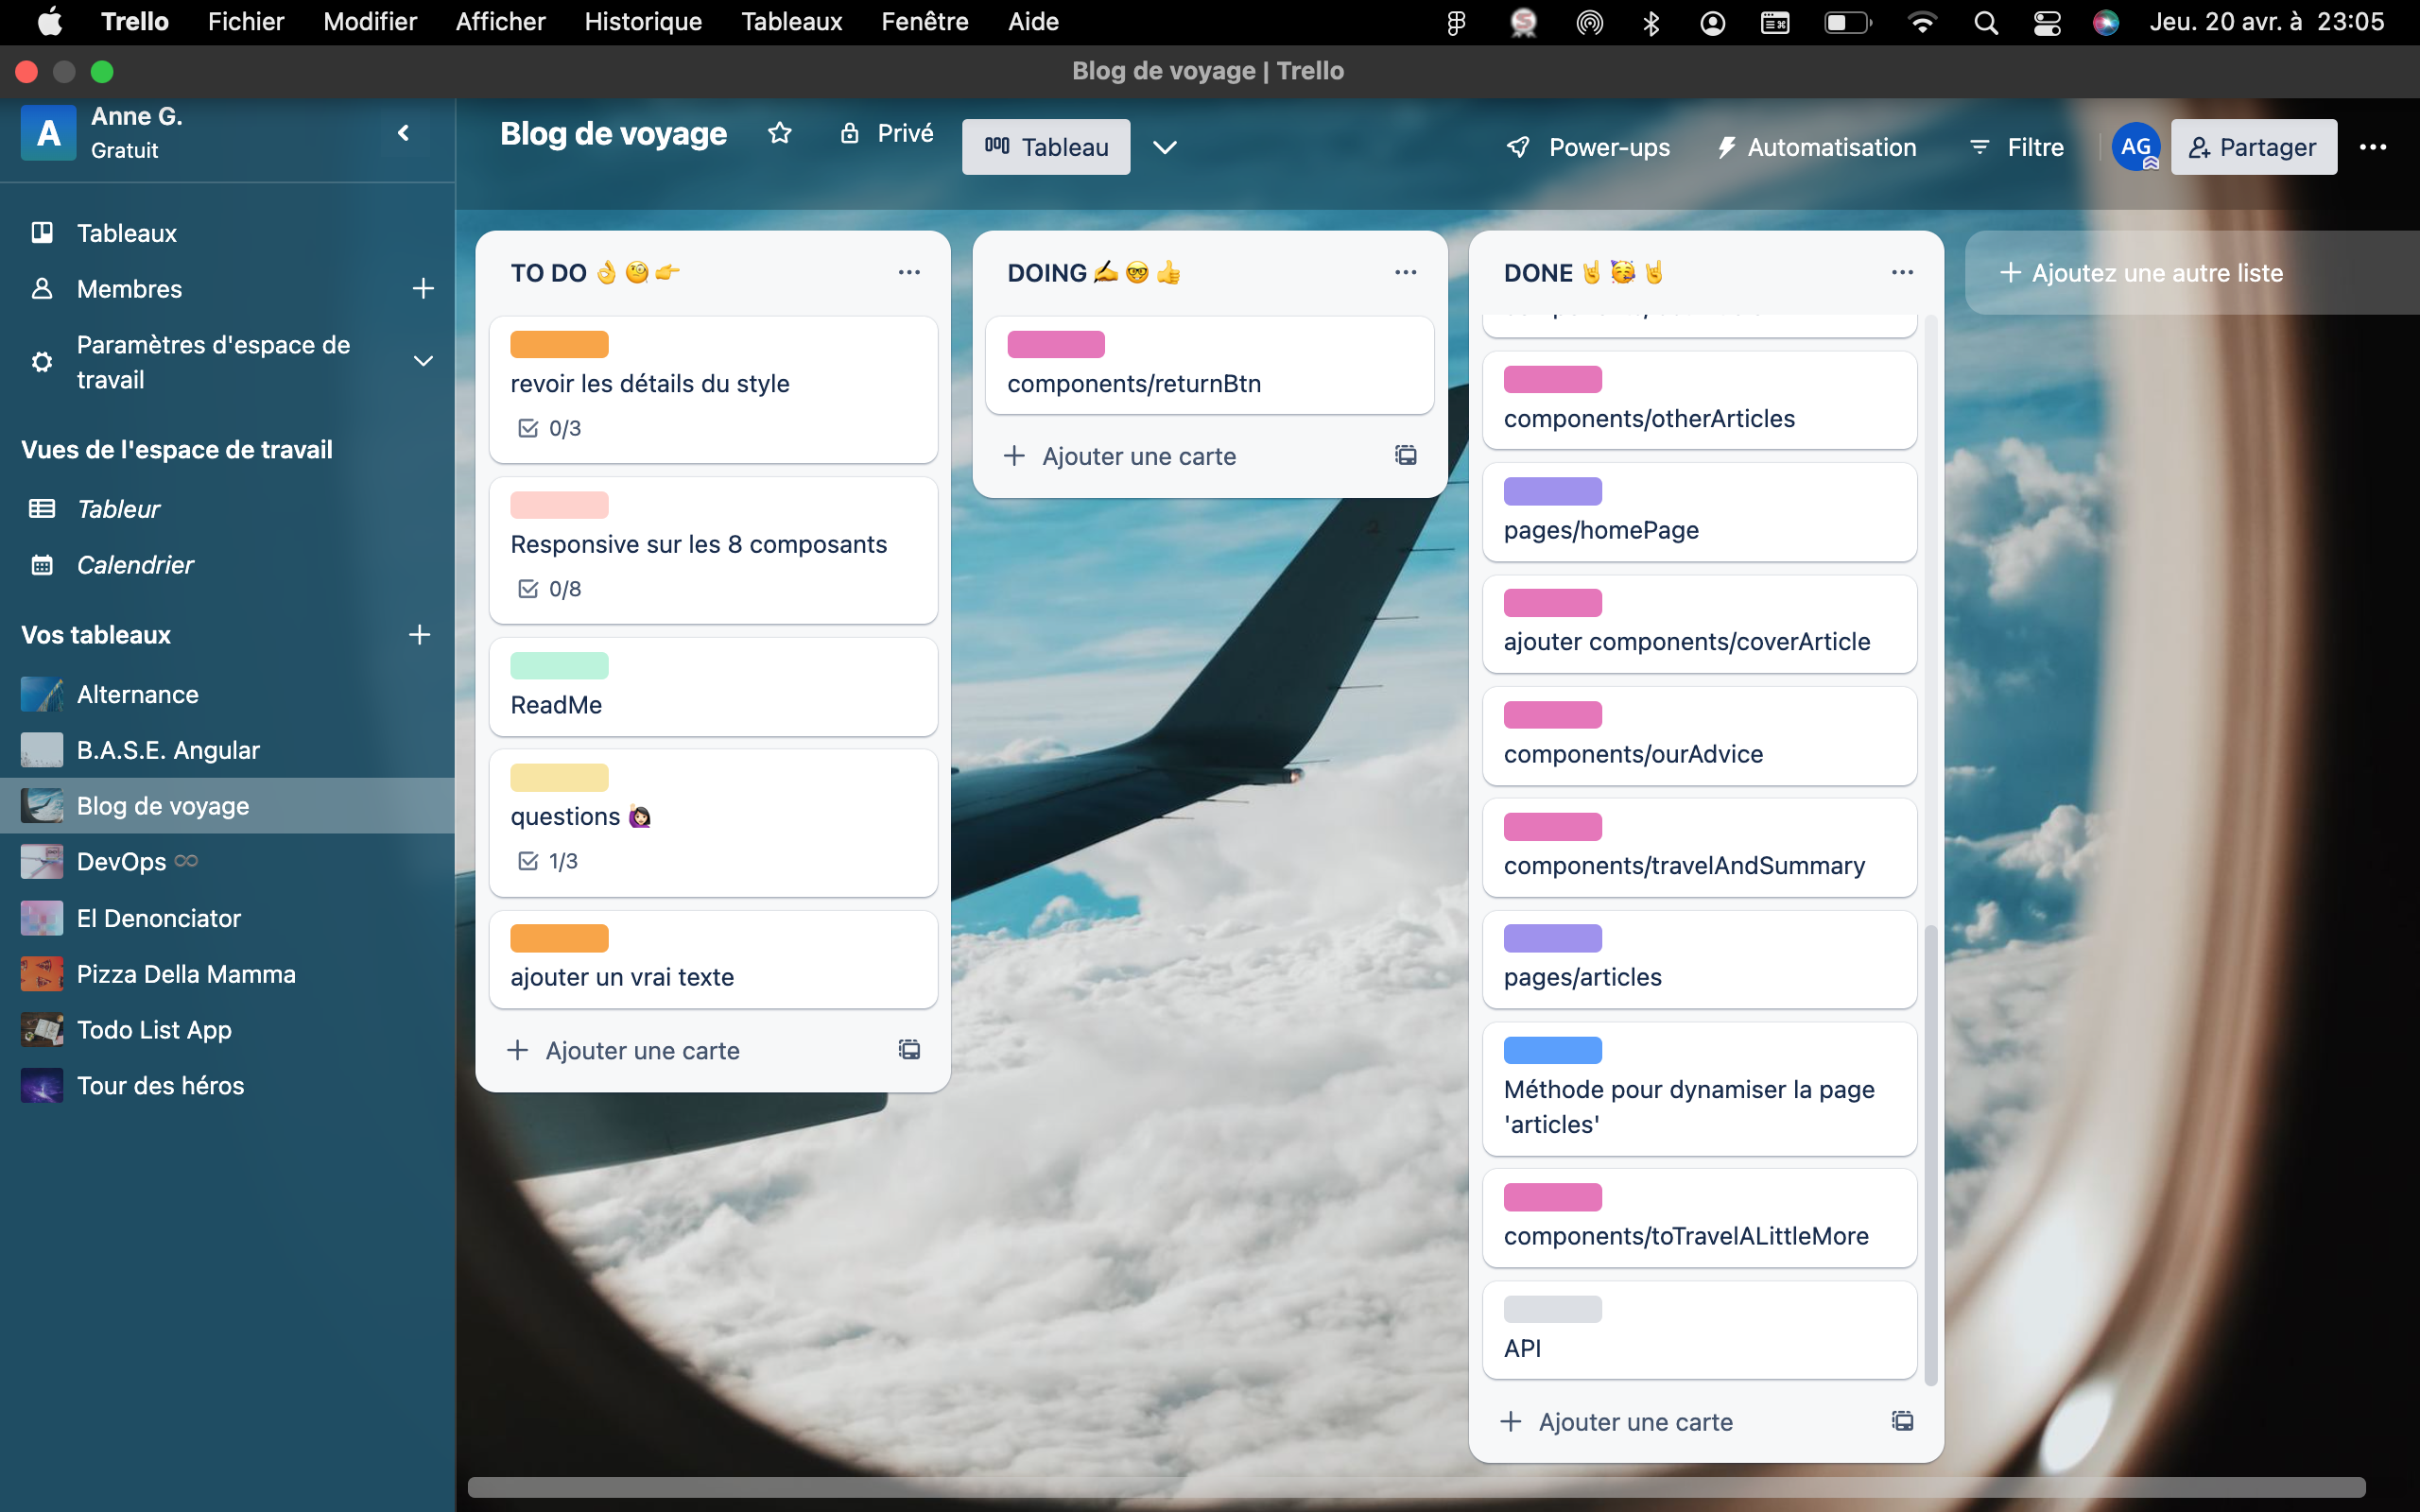 Trello Fichier Modifier Afficher Historique Tableaux Fenêtre Aide
Jeu. 20 avr. à 23:05
Blog de voyage | Trello
A
Anne G.
Gratuit
Blog de voyage
Privé
Tableau
Power-ups
Automatisation
Filtre
AG
Partager
Tableaux
Membres
Paramètres d'espace de
travail
Vues de l'espace de travail
Tableur
Calendrier
Vos tableaux
Alternance
B.A.S.E. Angular
Blog de voyage
DevOps ♾
El Denonciator
Pizza Della Mamma
Todo List App
Tour des héros
TO DO 👌🧐👉
revoir les détails du style
0/3
Responsive sur les 8 composants
0/8
ReadMe
questions 🙋🏻‍♀️
1/3
ajouter un vrai texte
Ajouter une carte
DOING ✍️🤓👍
components/returnBtn
Ajouter une carte
DONE 🤘🥳🤘
components/otherArticles
pages/homePage
ajouter components/coverArticle
components/ourAdvice
components/travelAndSummary
pages/articles
Méthode pour dynamiser la page
'articles'
components/toTravelALittleMore
API
Ajouter une carte
Ajoutez une autre liste